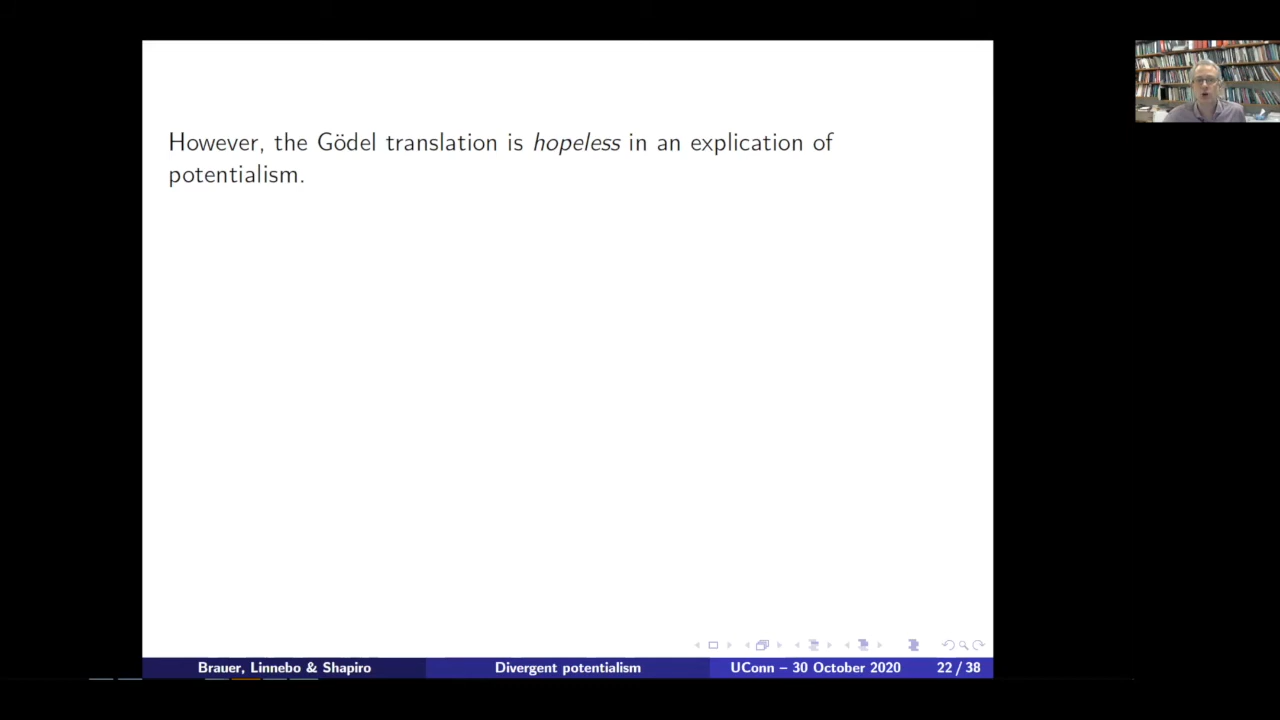 However, the Gödel translation is hopeless in an explication of
potentialism.
Brauer, Linnebo & Shapiro
Divergent potentialism
UConn – 30 October 2020
22 / 38